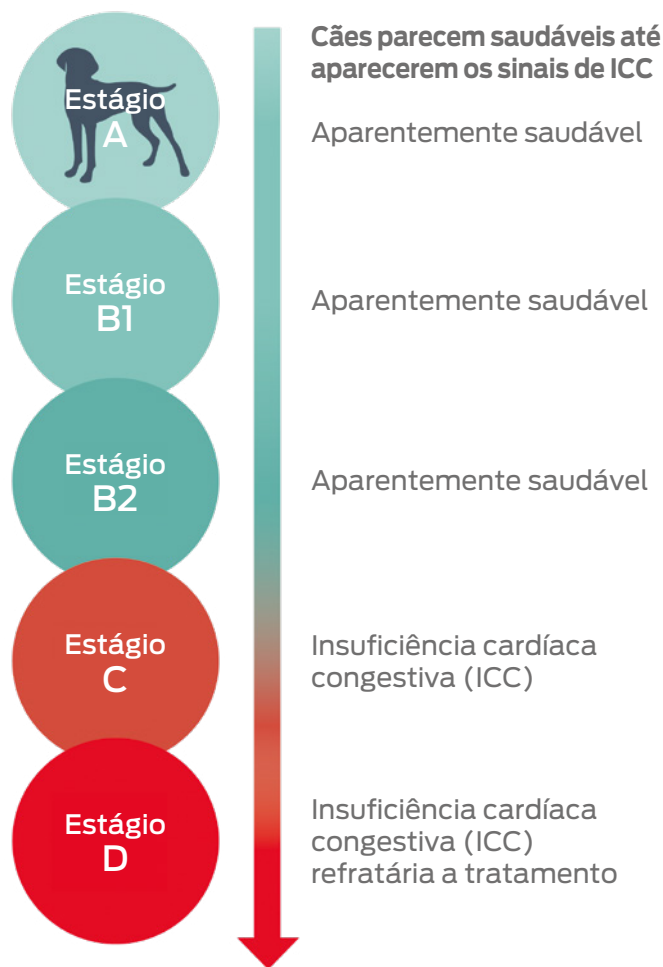 Cães parecem saudáveis até
aparecerem os sinais de ICC
Estágio
A
Aparentemente saudável
Estágio
B1
Aparentemente saudável
Estágio
B2
Aparentemente saudável
Estágio
C
Insuficiência cardíaca
congestiva (ICC)
Estágio
D
Insuficiência cardíaca
congestiva (ICC)
refratária a tratamento